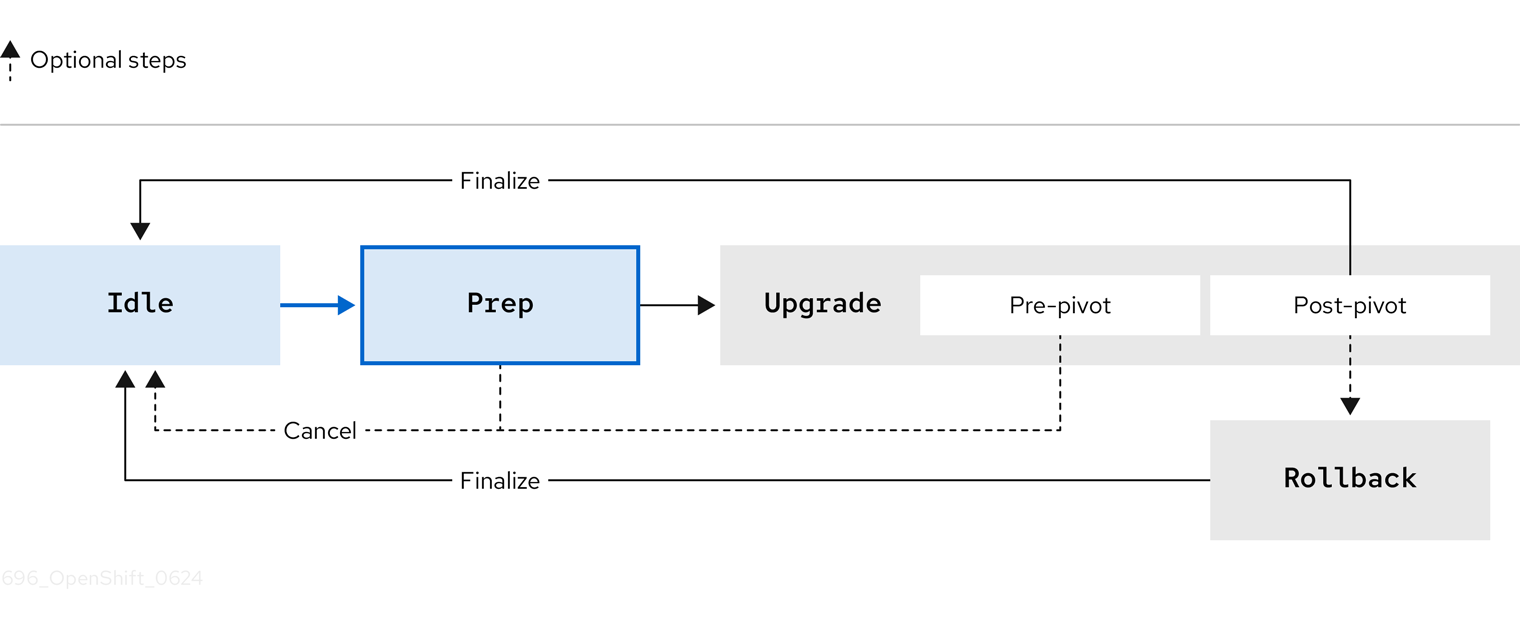 Optional steps
Finalize
Idle
Prep
Upgrade
Pre-pivot
Post-pivot
Cancel
Finalize
Rollback
696_OpenShift_0624